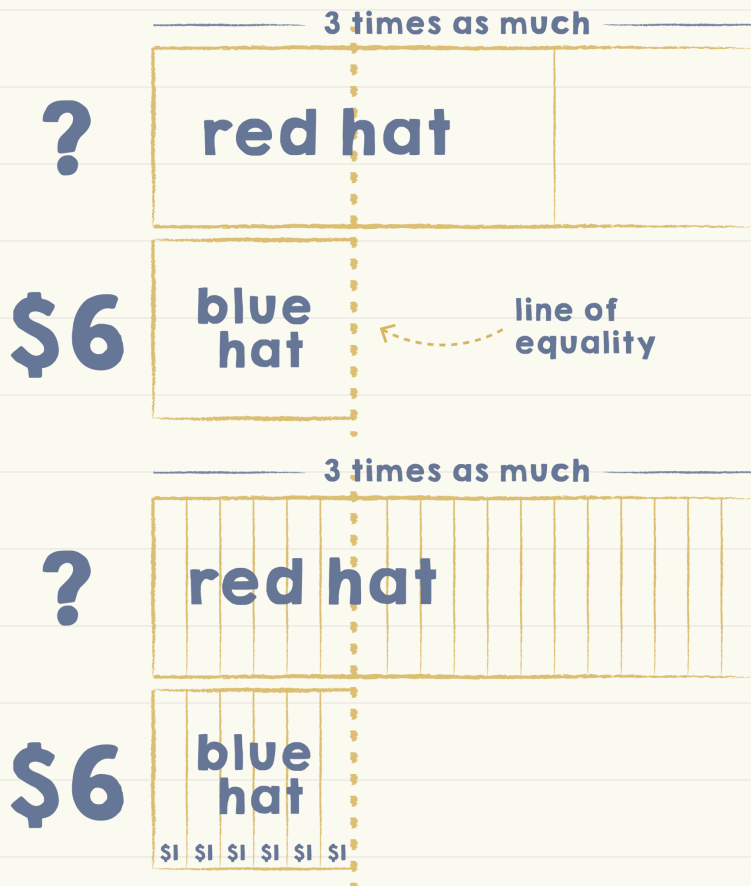 3 times as much
?
red hat
$6
blue
hat
line of
equality
3 times as much
?
red hat
$6
blue
hat
$1 $1 $1 $1 $1 $1